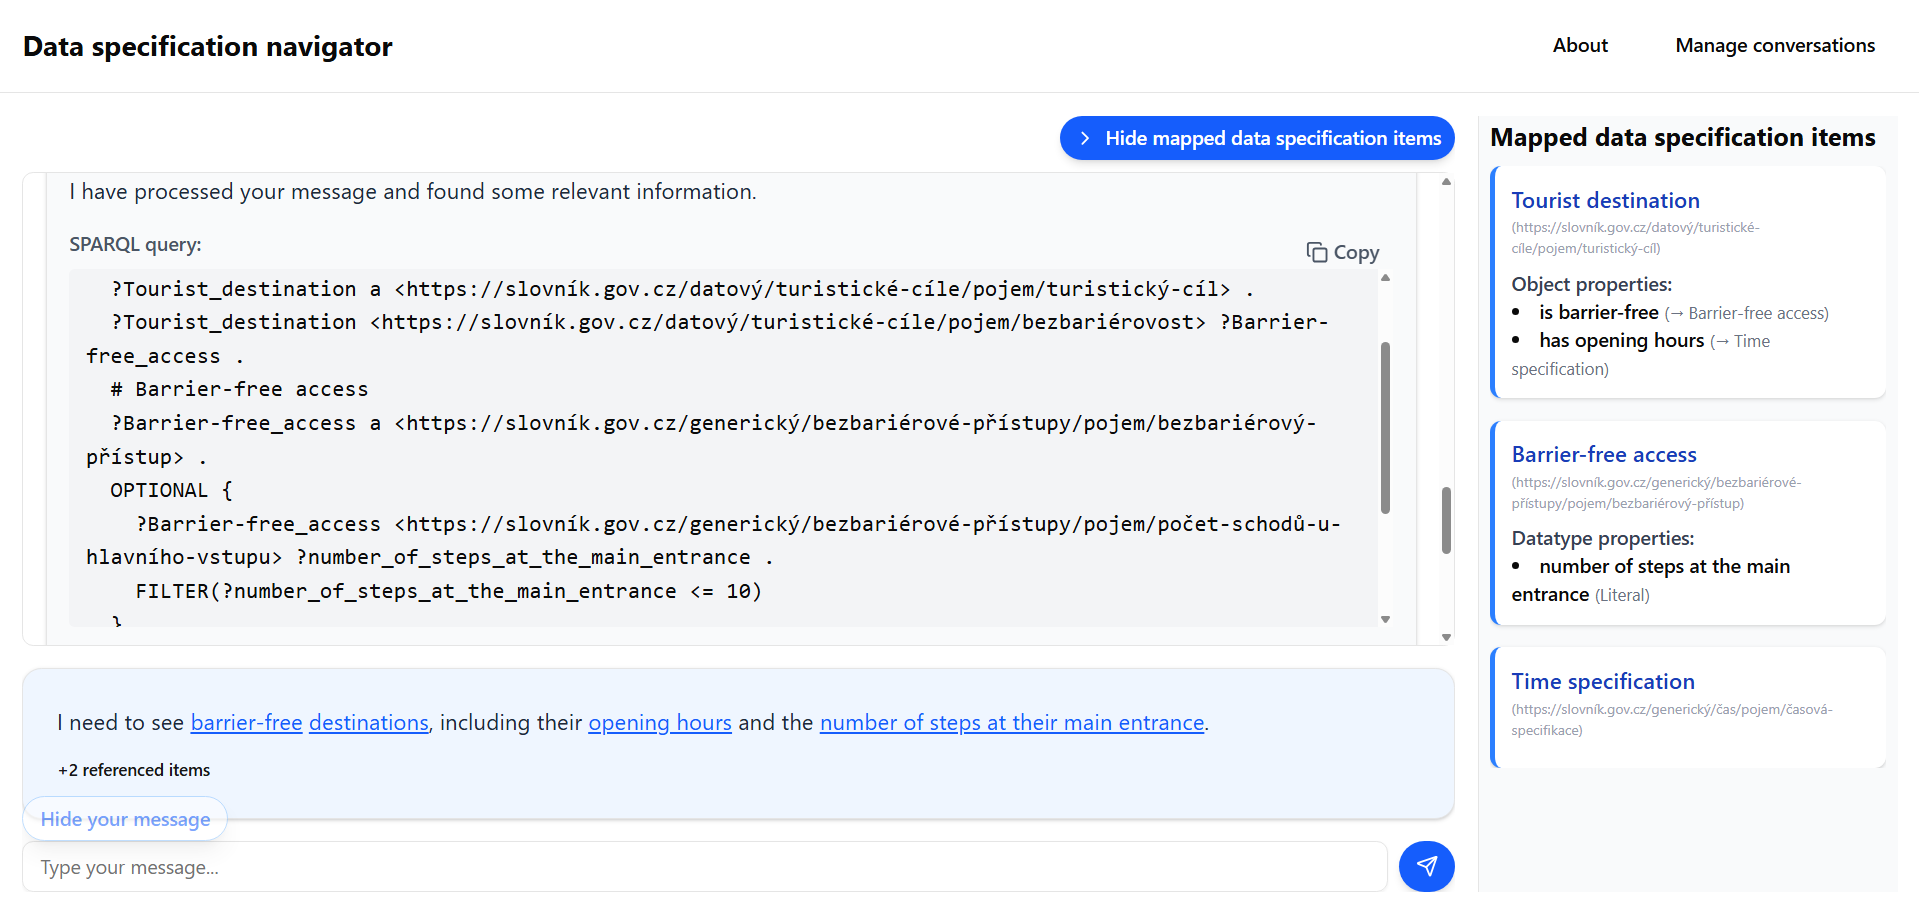 Data specification navigator
About
Manage conversations
Hide mapped data specification items
I have processed your message and found some relevant information.
SPARQL query:
Copy
?Tourist_destination a <https://slovník.gov.cz/datový/turistické-cíle/pojem/turistický-cíl> .
?Tourist_destination <https://slovník.gov.cz/datový/turistické-cíle/pojem/bezbariérovost> ?Barrier-
free_access .
# Barrier-free access
?Barrier-free_access a <https://slovník.gov.cz/generický/bezbariérové-přístupy/pojem/bezbariérový-
přístup> .
OPTIONAL {
?Barrier-free_access <https://slovník.gov.cz/generický/bezbariérové-přístupy/pojem/počet-schodů-u-
hlavního-vstupu> ?number_of_steps_at_the_main_entrance .
FILTER(?number_of_steps_at_the_main_entrance <= 10)
}
I need to see barrier-free destinations, including their opening hours and the number of steps at their main entrance.
+2 referenced items
Hide your message
Type your message...
Mapped data specification items
Tourist destination
(https://slovník.gov.cz/datový/turistické-
cíle/pojem/turistický-cíl)
Object properties:
• is barrier-free (→ Barrier-free access)
• has opening hours (→ Time
specification)
Barrier-free access
(https://slovník.gov.cz/generický/bezbariérové-
přístupy/pojem/bezbariérový-přístup)
Datatype properties:
• number of steps at the main
entrance (Literal)
Time specification
(https://slovník.gov.cz/generický/čas/pojem/časová-
specifikace)